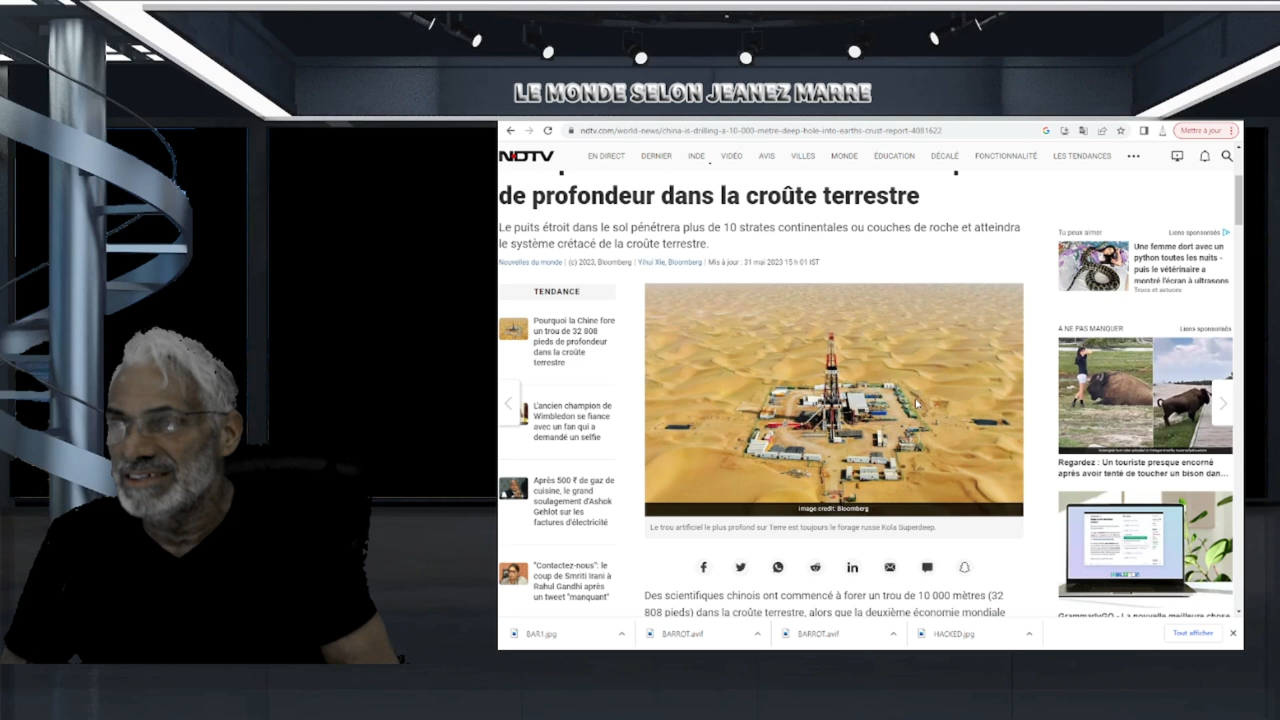 LE MONDE SELON JEANEZ MARRE
ndtv.com/world-news/china-is-drilling-a-10-000-metre-deep-hole-into-earths-crust-report-4081622
Mettre à jour
NDTV
EN DIRECT
DERNIER
INDE
VIDÉO
AVIS
VILLES
MONDE
ÉDUCATION
DÉCALÉ
FONCTIONNALITÉ
LES TENDANCES
de profondeur dans la croûte terrestre
Le puits étroit dans le sol pénétrera plus de 10 strates continentales ou couches de roche et atteindra
le système crétacé de la croûte terrestre.
Nouvelles du monde | (c) 2023, Bloomberg | Yihui Xie, Bloomberg | Mis à jour : 31 mai 2023 15 h 01 IST
TENDANCE
Pourquoi la Chine fore
un trou de 32 808
pieds de profondeur
dans la croûte
terrestre
L'ancien champion de
Wimbledon se fiance
avec un fan qui a
demandé un selfie
Après 500 ₹ de gaz de
cuisine, le grand
soulagement d'Ashok
Gehlot sur les
factures d'électricité
"Contactez-nous": le
coup de Smriti Irani à
Rahul Gandhi après
un tweet "manquant"
Image credit: Bloomberg
Le trou artificiel le plus profond sur Terre est toujours le forage russe Kola Superdeep.
Des scientifiques chinois ont commencé à forer un trou de 10 000 mètres (32
808 pieds) dans la croûte terrestre, alors que la deuxième économie mondiale
Tu peux aimer
Liens sponsorisés
Une femme dort avec un
python toutes les nuits -
puis le vétérinaire a
montré l'écran à ultrasons
Trucs et astuces
A NE PAS MANQUER
Liens sponsorisés
Regardez : Un touriste presque encorné
après avoir tenté de toucher un bison dan...
GrammarlyGO - La nouvelle meilleure chose
BAR1.jpg
BARROT.avif
BARROT.avif
HACKED.jpg
Tout afficher